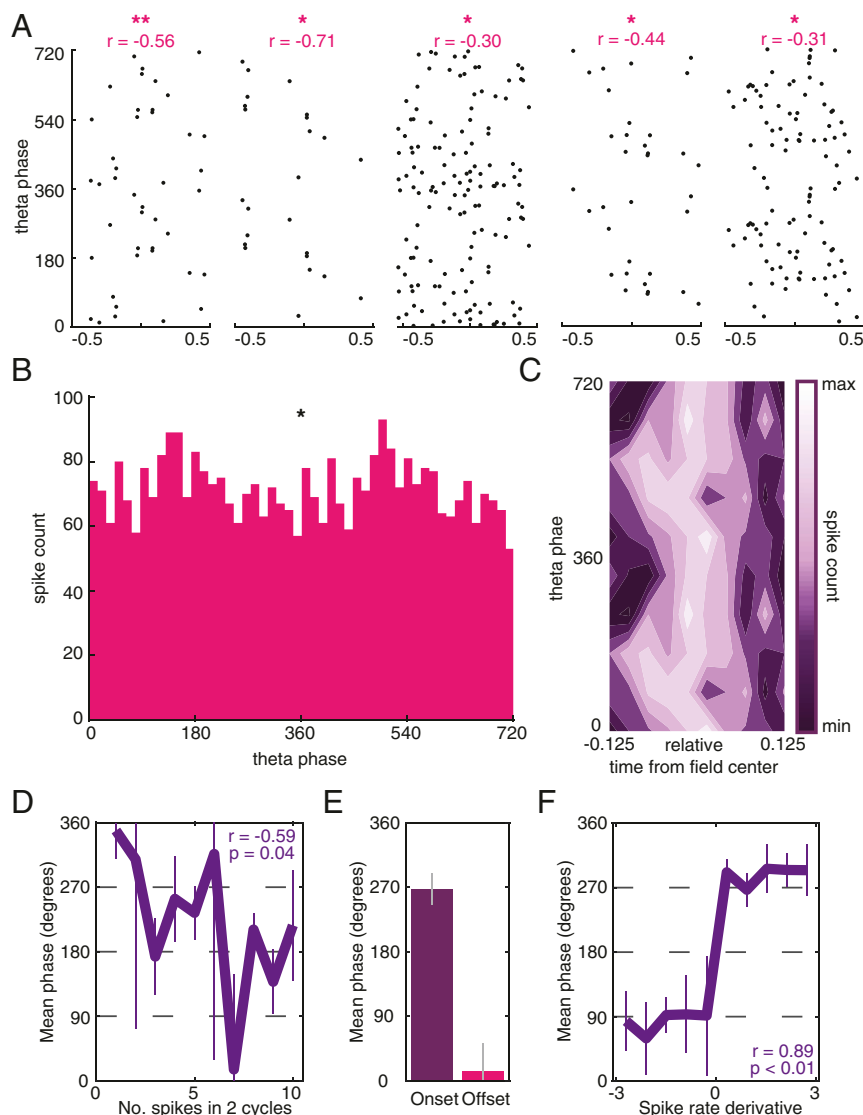 A
** * * * *
r = -0.56 r = -0.71 r = -0.30 r = -0.44 r = -0.31
720
540
360
180
0
theta phase
-0.5 0.5 -0.5 0.5 -0.5 0.5 -0.5 0.5 -0.5 0.5
B
100
80
60
40
20
0
spike count
*
0 180 360 540 720
theta phase
C
720
360
0
theta phae
-0.125 relative 0.125
time from field center
max
spike count
min
D
360
270
180
90
0
Mean phase (degrees)
r = -0.59
p = 0.04
0 5 10
No. spikes in 2 cycles
E
360
270
180
90
0
Mean phase (degrees)
Onset Offset
F
360
270
180
90
0
Mean phase (degrees)
r = 0.89
p < 0.01
-3 0 3
Spike rate derivative